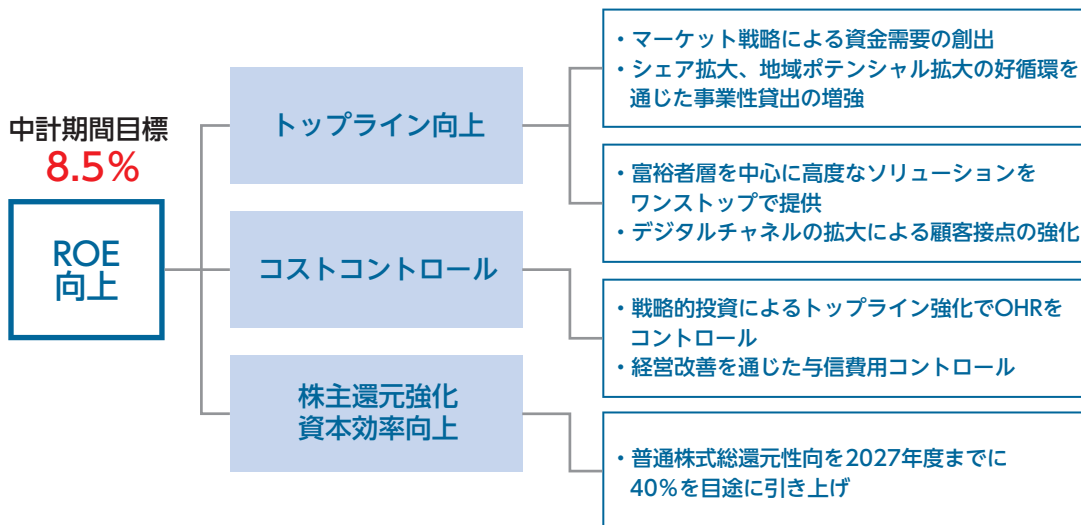 中計期間目標
8.5%
ROE
向上
トップライン向上
コストコントロール
株主還元強化
資本効率向上
・マーケット戦略による資金需要の創出
・シェア拡大、地域ポテンシャル拡大の好循環を
通じた事業性貸出の増強
・富裕者層を中心に高度なソリューションを
ワンストップで提供
・デジタルチャネルの拡大による顧客接点の強化
・戦略的投資によるトップライン強化でOHRを
コントロール
・経営改善を通じた与信費用コントロール
・普通株式総還元性向を2027年度までに
40%を目途に引き上げ